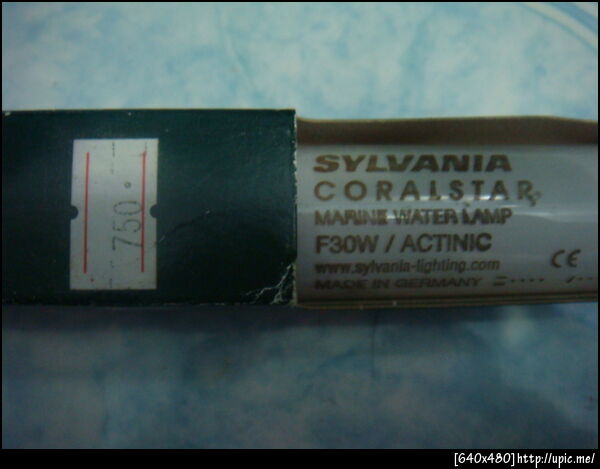 750.
SYLVANIA
CORALSTAR
MARINE WATER LAMP
F30W / ACTINIC
www.sylvania-lighting.com
CE
MADE IN GERMANY
[640x480]http://upic.me/